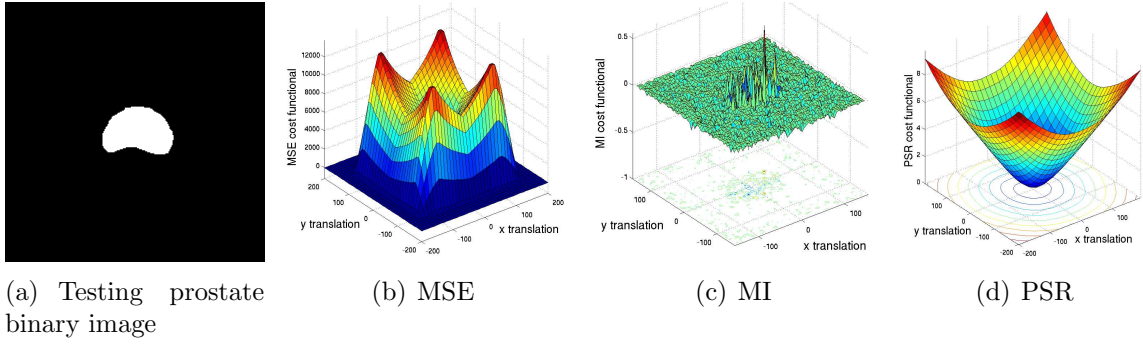 MSE cost functional
12000
10000
8000
6000
4000
2000
0
200
100
0
-100
-200
y translation
-200
-100
0
100
200
x translation
MI cost functional
0.5
0
-0.5
-1
100
0
-100
y translation
-100
0
100
x translation
PSR cost functional
8
6
4
2
0
100
0
-100
-200
y translation
-200
-100
0
100
x translation
(a) Testing prostate
binary image
(b) MSE
(c) MI
(d) PSR